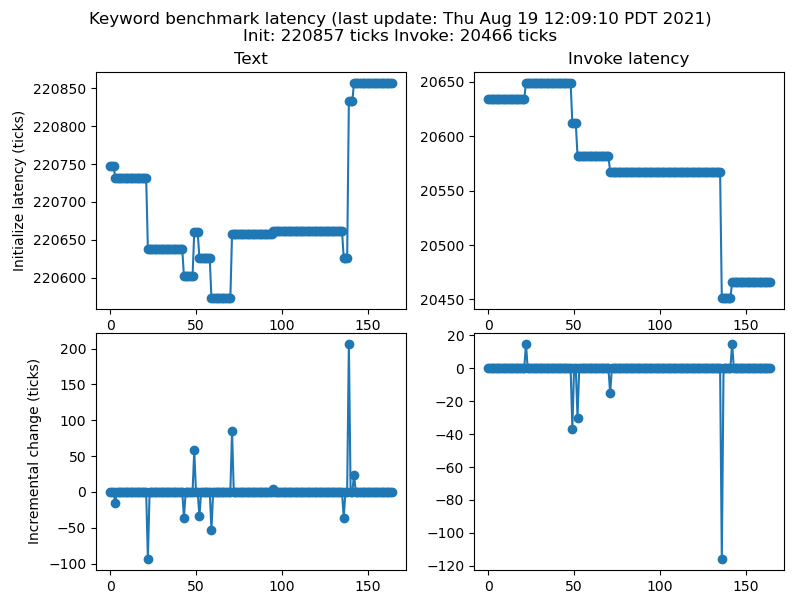 Keyword benchmark latency (last update: Thu Aug 19 12:09:10 PDT 2021)
Init: 220857 ticks Invoke: 20466 ticks
Text
Invoke latency
Initialize latency (ticks)
220850
220800
220750
220700
220650
220600
0 50 100 150
20650
20600
20550
20500
20450
0 50 100 150
Incremental change (ticks)
200
150
100
50
0
−50
−100
0 50 100 150
20
0
−20
−40
−60
−80
−100
−120
0 50 100 150